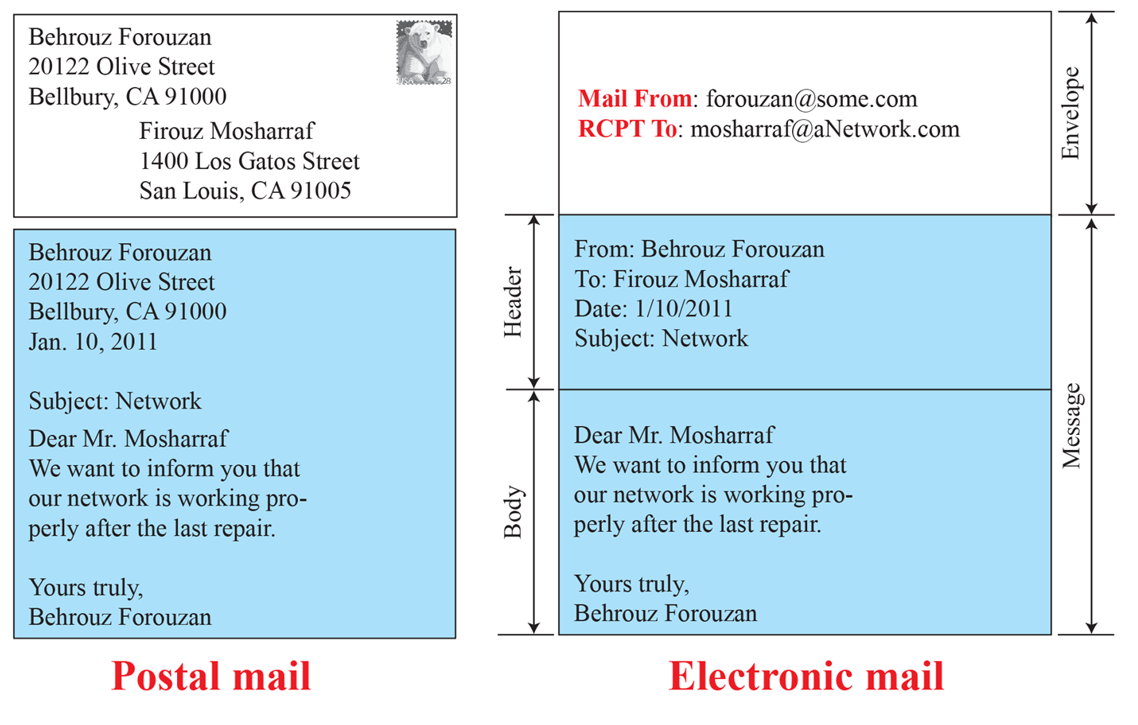 Behrouz Forouzan
20122 Olive Street
Bellbury, CA 91000
Firouz Mosharraf
1400 Los Gatos Street
San Louis, CA 91005
28
Behrouz Forouzan
20122 Olive Street
Bellbury, CA 91000
Jan. 10, 2011
Subject: Network
Dear Mr. Mosharraf
We want to inform you that
our network is working pro-
perly after the last repair.
Yours truly,
Behrouz Forouzan
Postal mail
Mail From: forouzan@some.com
RCPT To: mosharraf@aNetwork.com
Envelope
From: Behrouz Forouzan
To: Firouz Mosharraf
Date: 1/10/2011
Subject: Network
Header
Dear Mr. Mosharraf
We want to inform you that
our network is working pro-
perly after the last repair.
Yours truly,
Behrouz Forouzan
Body
Message
Electronic mail